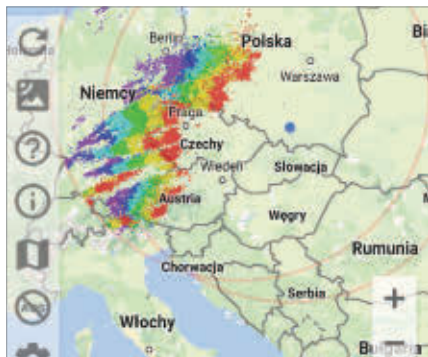 Berlin
Polska
Warszawa
Niemcy
Praga
Czechy
Wiedeń
Słowacja
Austria
Węgry
Rumunia
Chorwacja
Serbia
Włochy
+